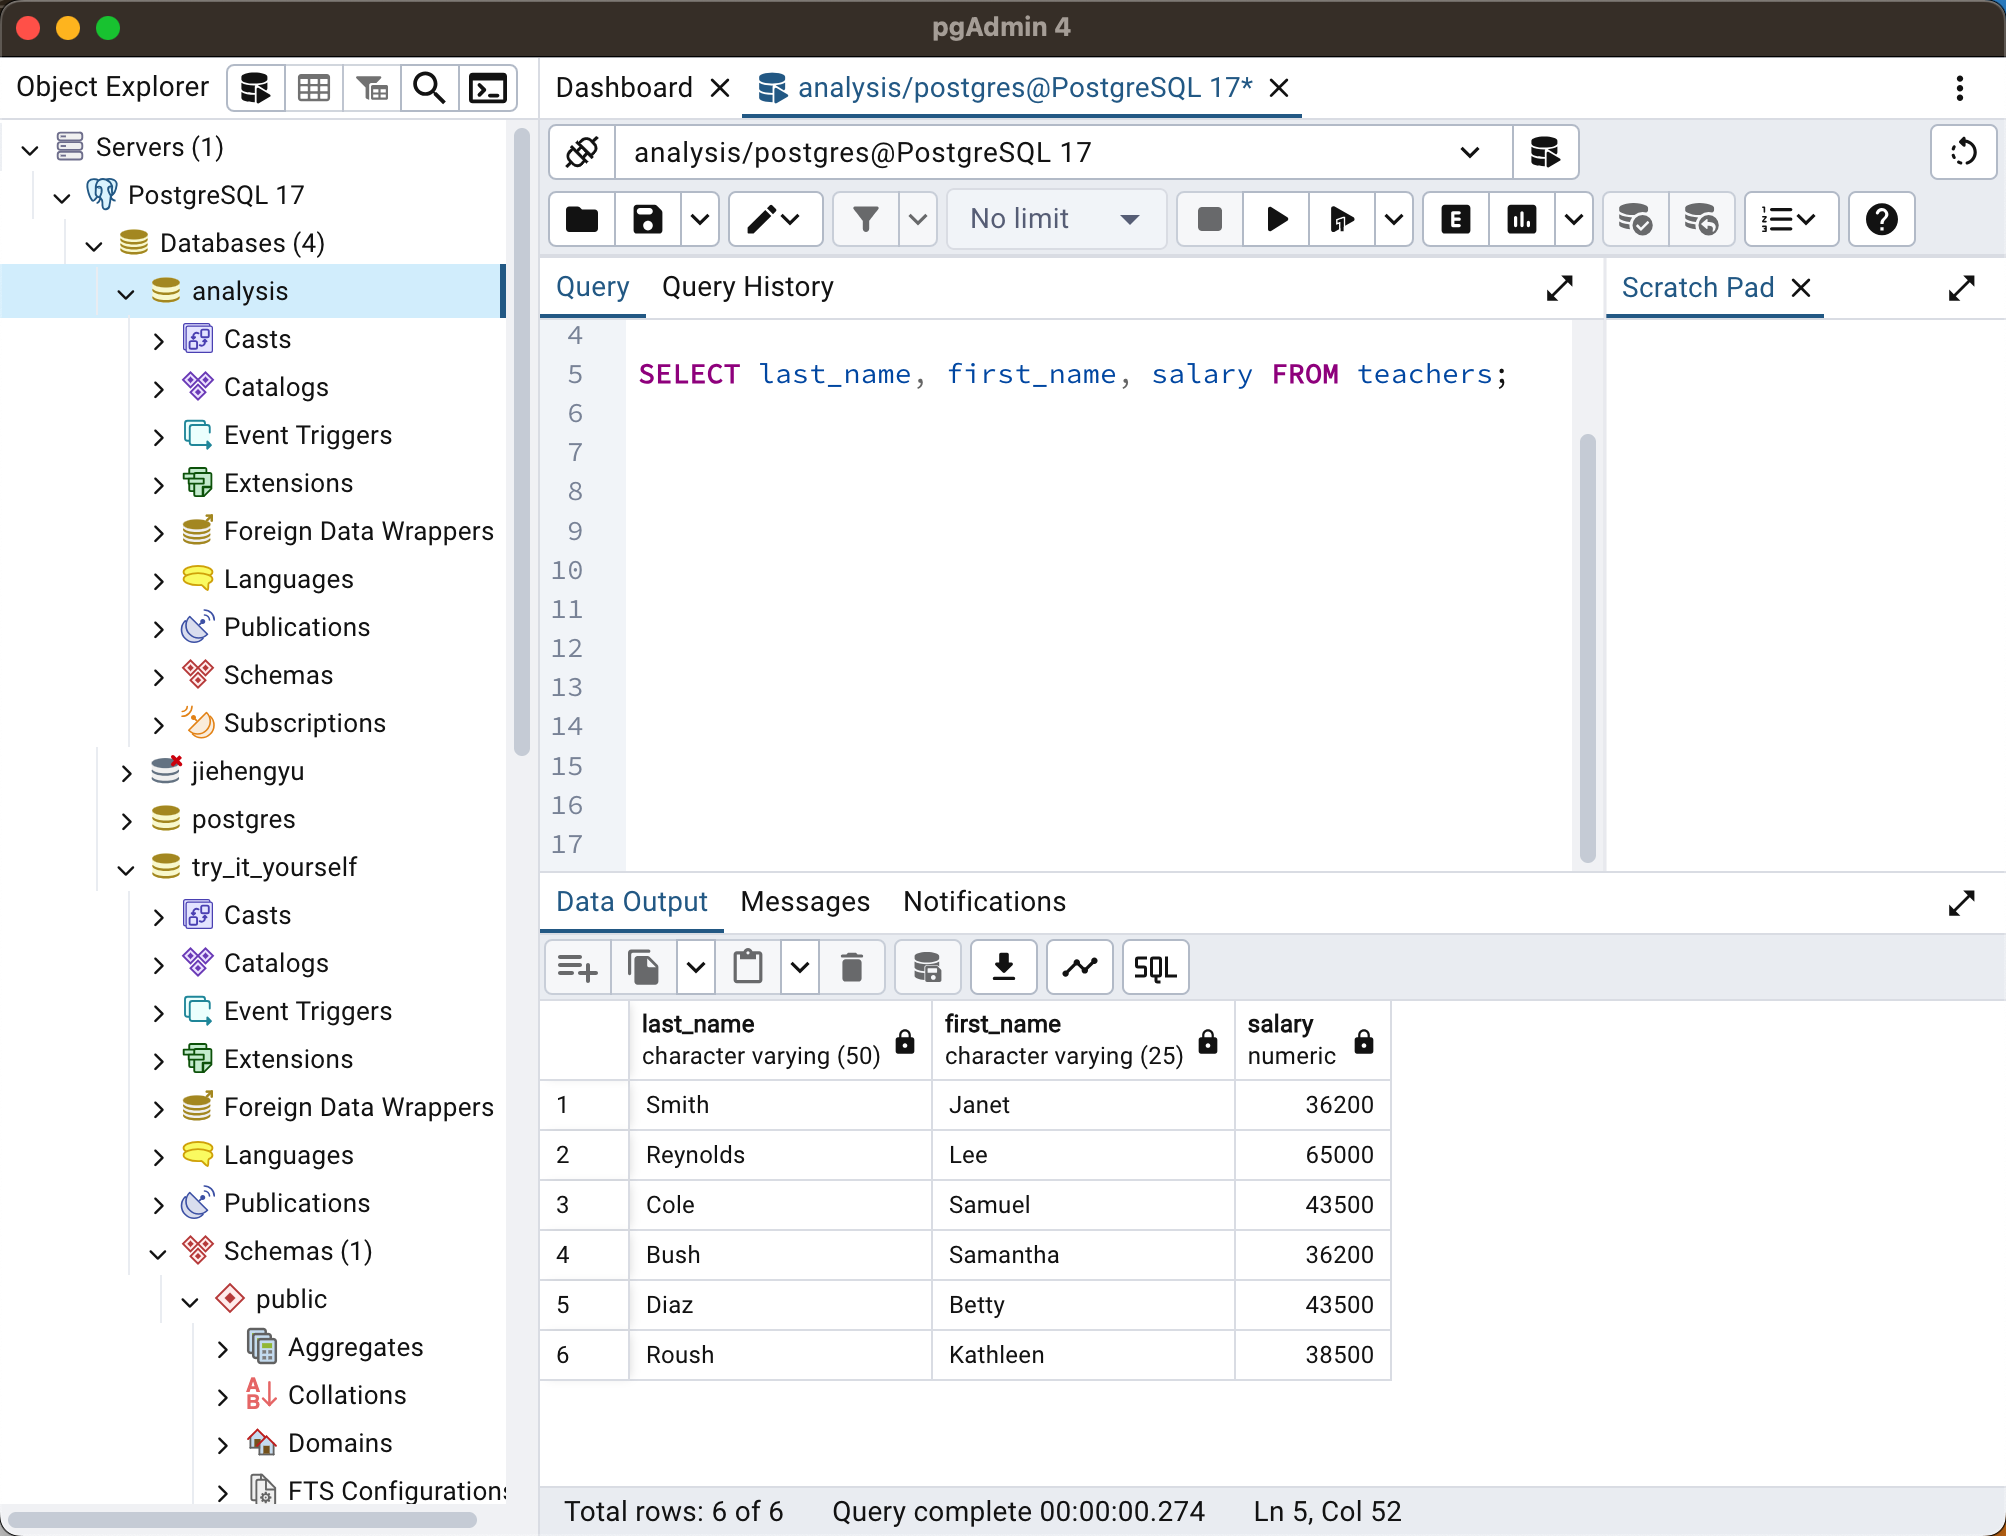 pgAdmin 4
Object Explorer
Servers (1)
PostgreSQL 17
Databases (4)
analysis
Casts
Catalogs
Event Triggers
Extensions
Foreign Data Wrappers
Languages
Publications
Schemas
Subscriptions
jiehengyu
postgres
try_it_yourself
Casts
Catalogs
Event Triggers
Extensions
Foreign Data Wrappers
Languages
Publications
Schemas (1)
public
Aggregates
Collations
Domains
FTS Configurations
Dashboard analysis/postgres@PostgreSQL 17*
analysis/postgres@PostgreSQL 17
No limit
E
Query Query History
Scratch Pad
4
5 SELECT last_name, first_name, salary FROM teachers;
6
7
8
9
10
11
12
13
14
15
16
17
Data Output Messages Notifications
SQL
last_name first_name salary
character varying (50) character varying (25) numeric
1 Smith Janet 36200
2 Reynolds Lee 65000
3 Cole Samuel 43500
4 Bush Samantha 36200
5 Diaz Betty 43500
6 Roush Kathleen 38500
Total rows: 6 of 6 Query complete 00:00:00.274 Ln 5, Col 52